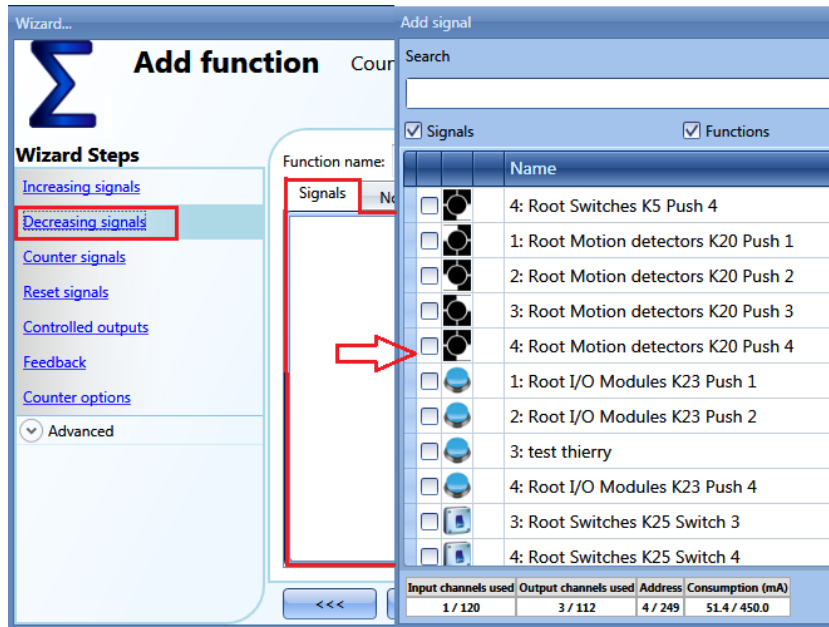 Wizard...
Add function Coun
Wizard Steps
Increasing signals
Decreasing signals
Counter signals
Reset signals
Controlled outputs
Feedback
Counter options
Advanced
Function name:
Signals
<<<
Add signal
Search
Signals Functions
Name
4: Root Switches K5 Push 4
1: Root Motion detectors K20 Push 1
2: Root Motion detectors K20 Push 2
3: Root Motion detectors K20 Push 3
4: Root Motion detectors K20 Push 4
1: Root I/O Modules K23 Push 1
2: Root I/O Modules K23 Push 2
3: test thierry
4: Root I/O Modules K23 Push 4
3: Root Switches K25 Switch 3
4: Root Switches K25 Switch 4
Input channels used Output channels used Address Consumption (mA)
1 / 120 3 / 112 4 / 249 51.4 / 450.0